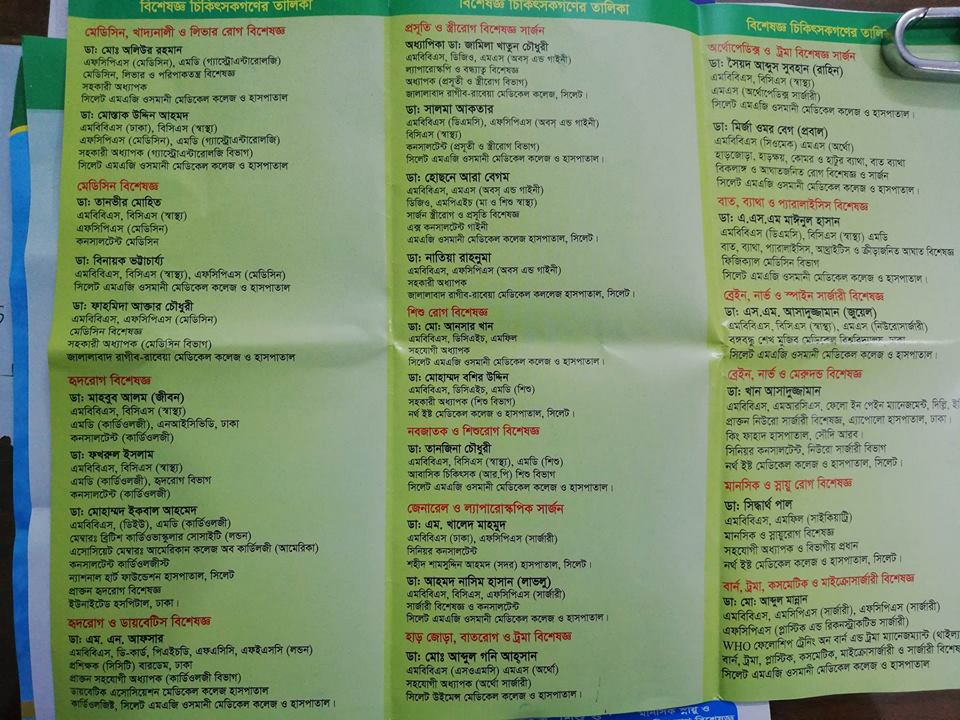 বিশেষজ্ঞ চিকিৎসকগণের তালিকা
মেডিসিন, খাদ্যনালী ও লিভার রোগ বিশেষজ্ঞ
ডা: মোঃ অলিউর রহমান
এফসিপিএস (মেডিসিন), এমডি (গ্যাস্ট্রোএন্টারোলজি)
মেডিসিন, লিভার ও পরিপাকতন্ত্র বিশেষজ্ঞ
সহকারী অধ্যাপক
সিলেট এমএজি ওসমানী মেডিকেল কলেজ ও হাসপাতাল
ডা: মোস্তাক উদ্দিন আহমদ
এমবিবিএস (ঢাকা), বিসিএস (স্বাস্থ্য)
এফসিপিএস (মেডিসিন), এমডি (গ্যাস্ট্রোএন্টারোলজি)
সহকারী অধ্যাপক (গ্যাস্ট্রোএন্টারোলজি বিভাগ)
সিলেট এমএজি ওসমানী মেডিকেল কলেজ ও হাসপাতাল
মেডিসিন বিশেষজ্ঞ
ডা: তানভীর মোহিত
এমবিবিএস, বিসিএস (স্বাস্থ্য)
এফসিপিএস (মেডিসিন)
কনসালটেন্ট মেডিসিন
ডা: বিনায়ক ভট্টাচার্য্য
এমবিবিএস, বিসিএস (স্বাস্থ্য), এফসিপিএস (মেডিসিন)
সিলেট এমএজি ওসমানী মেডিকেল কলেজ ও হাসপাতাল
ডা: ফাহমিদা আক্তার চৌধুরী
এমবিবিএস, এফসিপিএস (মেডিসিন)
মেডিসিন বিশেষজ্ঞ
সহকারী অধ্যাপক (মেডিসিন বিভাগ)
জালালাবাদ রাগীব-রাবেয়া মেডিকেল কলেজ ও হাসপাতাল
হৃদরোগ বিশেষজ্ঞ
ডা: মাহবুব আলম (জীবন)
এমবিবিএস, বিসিএস (স্বাস্থ্য)
এমডি (কার্ডিওলজী), এনআইসিভিডি, ঢাকা
কনসালটেন্ট (কার্ডিওলজী)
ডা: ফখরুল ইসলাম
এমবিবিএস, বিসিএস (স্বাস্থ্য)
এমডি (কার্ডিওলজী), হৃদরোগ বিভাগ
কনসালটেন্ট (কার্ডিওলজী)
ডা: মোহাম্মদ ইকবাল আহমেদ
এমবিবিএস, (ডিইউ), এমডি (কার্ডিওলজী)
মেম্বারঃ ব্রিটিশ কার্ডিওভাস্কুলার সোসাইটি (লন্ডন)
এসোসিয়েট মেম্বারঃ আমেরিকান কলেজ অব কার্ডিলজী (আমেরিকা)
কনসালটেন্ট কার্ডিওলজীস্ট
ন্যাশনাল হার্ট ফাউন্ডেশন হাসপাতাল, সিলেট
প্রাক্তন হৃদরোগ বিশেষজ্ঞ
ইউনাইটেড হসপিটাল, ঢাকা।
হৃদরোগ ও ডায়বেটিস বিশেষজ্ঞ
ডা: এম. এন. আফসার
এমবিবিএস, ডি-কার্ড, পিএইচডি, এফএসিসি, এফইএসসি (লন্ডন)
প্রশিক্ষক (সিসিটি) বারডেম, ঢাকা
প্রাক্তন সহযোগী অধ্যাপক (কার্ডিওলজী বিভাগ)
ডায়বেটিক এসোসিয়েশন মেডিকেল কলেজ হাসপাতাল
কার্ডিওলজিষ্ট, সিলেট এমএজি ওসমানী মেডিকেল কলেজ ও হাসপাতাল।
বিশেষজ্ঞ চিকিৎসকগণের তালিকা
প্রসূতি ও স্ত্রীরোগ বিশেষজ্ঞ সার্জন
অধ্যাপিকা ডা: জামিলা খাতুন চৌধুরী
এমবিবিএস, ডিজিও, এমএস (অবস্ এন্ড গাইনী)
ল্যাপারোস্কপি ও বন্ধ্যাত্ব বিশেষজ্ঞ
অধ্যাপক (প্রসূতী ও স্ত্রীরোগ বিভাগ)
জালালাবাদ রাগীব-রাবেয়া মেডিকেল কলেজ, সিলেট।
ডা: সালমা আকতার
এমবিবিএস (ডিএমসি), এফসিপিএস (অবস্ এন্ড গাইনী)
বিসিএস (স্বাস্থ্য)
কনসালটেন্ট (প্রসূতী ও স্ত্রীরোগ বিভাগ)
সিলেট এমএজি ওসমানী মেডিকেল কলেজ ও হাসপাতাল।
ডা: হোছনে আরা বেগম
এমবিবিএস, এমএস (অবস্ এন্ড গাইনী)
ডিজিও, এমপিএইচ (মা ও শিশু স্বাস্থ্য)
সার্জন স্ত্রীরোগ ও প্রসূতি বিশেষজ্ঞ
এক্স কনসালটেন্ট গাইনী
এমএজি ওসমানী মেডিকেল কলেজ হাসপাতাল, সিলেট।
ডা: নাতিয়া রাহনুমা
এমবিবিএস, এফসিপিএস (অবস্ এন্ড গাইনী)
সহকারী অধ্যাপক
জালালাবাদ রাগীব-রাবেয়া মেডিকেল কললেজ হাসপাতাল, সিলেট।
শিশু রোগ বিশেষজ্ঞ
ডা: মো: আনসার খান
এমবিবিএস, ডিসিএইচ, এমফিল
সহযোগী অধ্যাপক
সিলেট এমএজি ওসমানী মেডিকেল কলেজ ও হাসপাতাল।
ডা: মোহাম্মদ বশির উদ্দিন
এমবিবিএস, ডিসিএইচ, এমডি (শিশু)
সহকারী অধ্যাপক (শিশু বিভাগ)
নর্থ ইষ্ট মেডিকেল কলেজ ও হাসপাতাল, সিলেট।
নবজাতক ও শিশুরোগ বিশেষজ্ঞ
ডা: তানজিনা চৌধুরী
এমবিবিএস, বিসিএস (স্বাস্থ্য), এমডি (শিশু)
আবাসিক চিকিৎসক (আর.পি) শিশু বিভাগ
সিলেট এমএজি ওসমানী মেডিকেল কলেজ ও হাসপাতাল।
জেনারেল ও ল্যাপারোস্কপিক সার্জন
ডা: এম. খালেদ মাহমুদ
এমবিবিএস (ঢাকা), এফসিপিএস (সার্জারী)
সিনিয়র কনসালটেন্ট
শহীদ শামসুদ্দিন আহমদ (সদর) হাসপাতাল, সিলেট।
ডা: আহমদ নাসিম হাসান (লাভলু)
এমবিবিএস, বিসিএস, এফসিপিএস (সার্জারী)
সার্জারী বিশেষজ্ঞ ও কনসালটেন্ট
সিলেট এমএজি ওসমানী মেডিকেল কলেজ ও হাসপাতাল।
হাড় জোড়া, বাতরোগ ও ট্রমা বিশেষজ্ঞ
ডা: মোঃ আব্দুল গনি আহ্সান
এমবিবিএস (এসওএমসি) এমএস (অর্থো)
সহযোগী অধ্যাপক (অর্থো সার্জারী)
সিলেট উইমেন্স মেডিকেল কলেজ ও হাসপাতাল।
বিশেষজ্ঞ চিকিৎসকগণের তালি
অর্থোপেডিক্স ও ট্রমা বিশেষজ্ঞ সার্জন
ডা: সৈয়দ আব্দুস সুবহান (রাহিন)
এমবিবিএস, বিসিএস (স্বাস্থ্য)
এমএস (অর্থোপেডিক্স সার্জারী)
সিলেট এমএজি ওসমানী মেডিকেল কলেজ ও হাসপাতাল।
ডা: মির্জা ওমর বেগ (প্রবাল)
এমবিবিএস (সিওমেক) এমএস (অর্থো)
হাড়জোড়া, হাড়ক্ষয়, কোমর ও হাটুর ব্যাথা, বাত ব্যাথা
বিকলাঙ্গ ও আঘাতজনিত রোগ বিশেষজ্ঞ ও সার্জন
সিলেট এমএজি ওসমানী মেডিকেল কলেজ ও হাসপাতাল।
বাত, ব্যাথা ও প্যারালাইসিস বিশেষজ্ঞ
ডা: এ.এস.এম মাঈনুল হাসান
এমবিবিএস (ডিএমসি), বিসিএস (স্বাস্থ্য) এমডি
বাত, ব্যাথা, প্যারালাইসিস, আর্থ্রাইটিস ও ক্রীড়াজনিত আঘাত বিশেষজ্ঞ
ফিজিক্যাল মেডিসিন বিভাগ
সিলেট এমএজি ওসমানী মেডিকেল কলেজ ও হাসপাতাল।
ব্রেইন, নার্ভ ও স্পাইন সার্জারী বিশেষজ্ঞ
ডা: এস.এম. আসাদুজ্জামান (জুয়েল)
এমবিবিএস, বিসিএস (স্বাস্থ্য), এমএস (নিউরোসার্জারী)
বঙ্গবন্ধু শেখ মুজিব মেডিকেল বিশ্ববিদ্যালয়, ঢাকা
সিলেট এমএজি ওসমানী মেডিকেল কলেজ ও হাসপাতাল।
ব্রেইন, নার্ভ ও মেরুদন্ড বিশেষজ্ঞ
ডা: খান আসাদুজ্জামান
এমবিবিএস, এমআরসিএস, ফেলো ইন পেইন ম্যানেজমেন্ট, দিল্লি,
প্রাক্তন নিউরো সার্জারী বিশেষজ্ঞ, এ্যাপোলো হাসপাতাল, ঢাকা।
কিং ফাহাদ হাসপাতাল, সৌদি আরব।
সিনিয়র কনসালটেন্ট, নিউরো সার্জারী বিভাগ
নর্থ ইষ্ট মেডিকেল কলেজ ও হাসপাতাল, সিলেট।
মানসিক ও স্নায়ু রোগ বিশেষজ্ঞ
ডা: সিদ্ধার্থ পাল
এমবিবিএস, এমফিল (সাইকিয়াট্রি)
মানসিক ও স্নায়ুরোগ বিশেষজ্ঞ
সহযোগী অধ্যাপক ও বিভাগীয় প্রধান
নর্থ ইষ্ট মেডিকেল কলেজ ও হাসপাতাল, সিলেট।
বার্ন, ট্রমা, কসমেটিক ও মাইক্রোসার্জারী বিশেষজ্ঞ
ডা: মো: আব্দুল মান্নান
এমবিবিএস, এমসিপিএস (সার্জারী), এফসিপিএস (সার্জারী)
এফসিপিএস (প্লাস্টিক এন্ড রিকনস্ট্রাকটিভ সার্জারী)
WHO ফেলোশিপ ট্রেনিং অন বার্ন এন্ড ট্রমা ম্যানেজম্যান্ট (থাইল্যা
বার্ন, ট্রমা, প্লাস্টিক, কসমেটিক, মাইক্রোসার্জারী ও সার্জারী বিশেষ
সিলেট এমএজি ওসমানী মেডিকেল কলেজ ও হাসপাতাল
মানসিক স্নায়ু ও